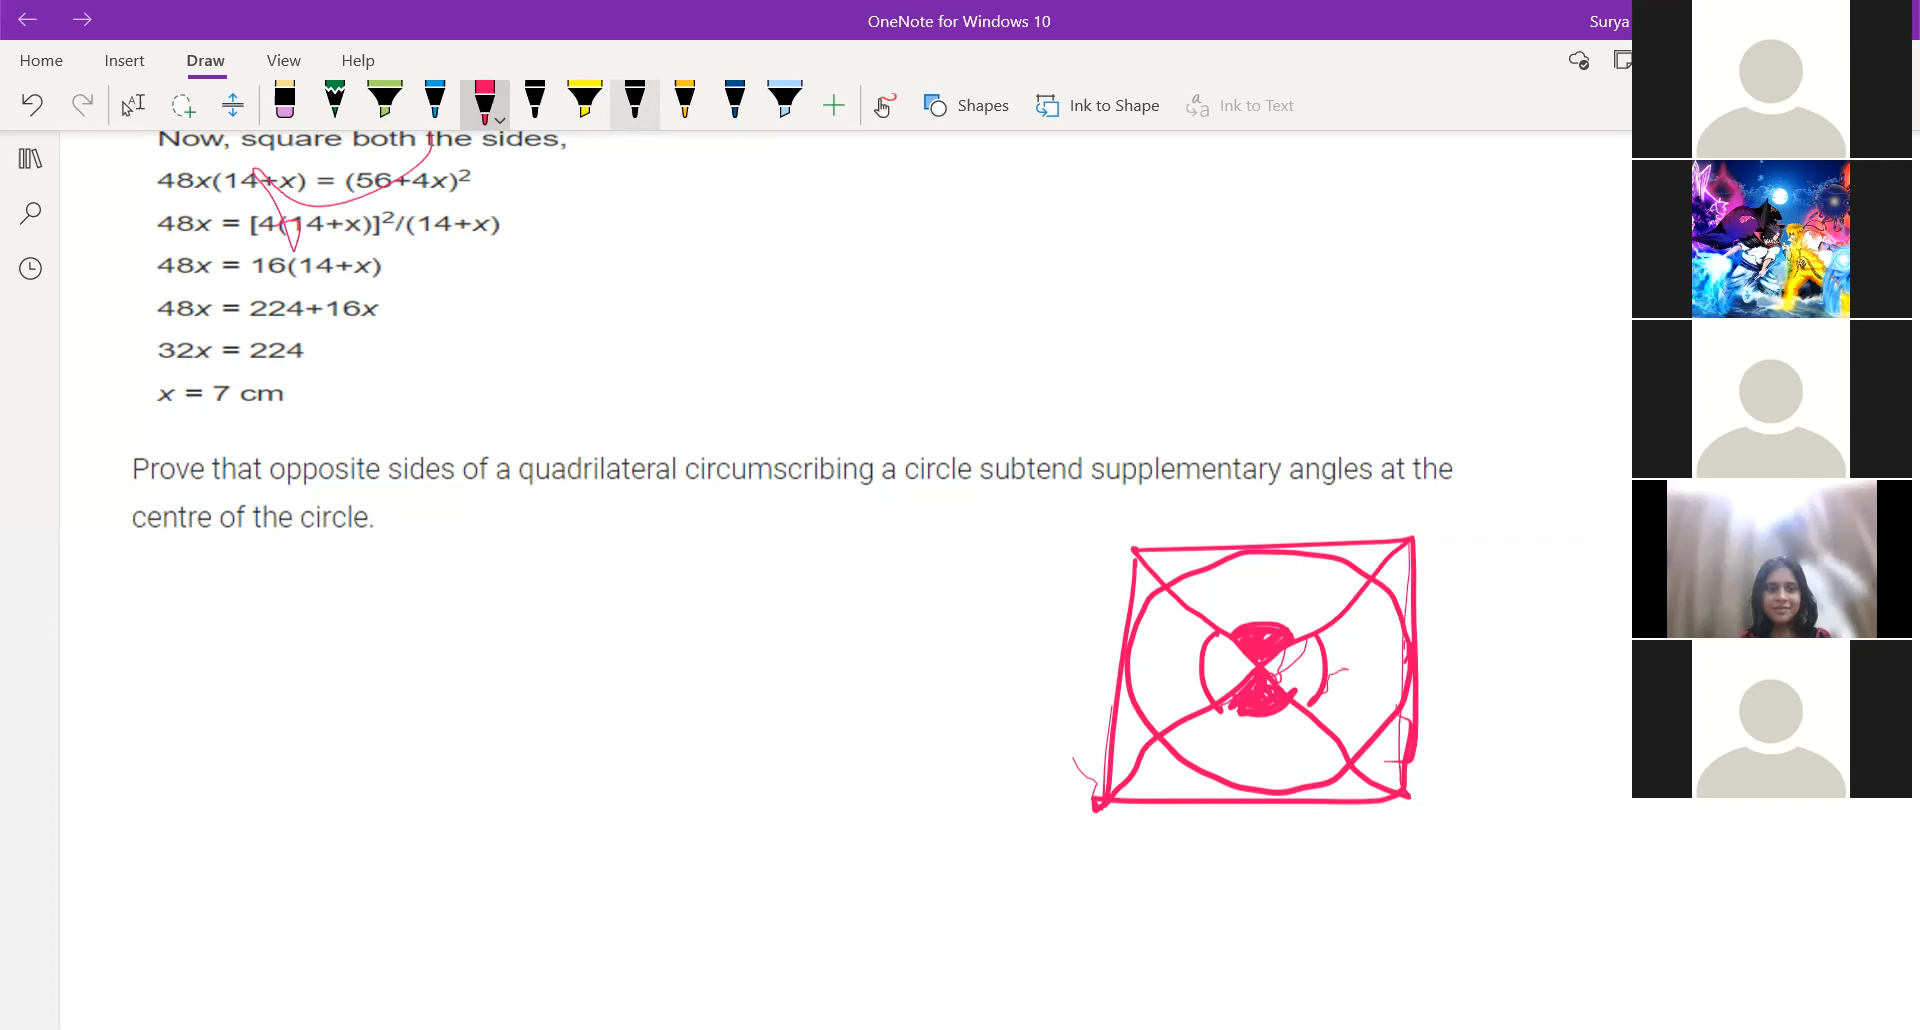 OneNote for Windows 10
Surya
Home Insert Draw View Help
Shapes Ink to Shape Ink to Text
Now, square both the sides,
48x(14+x) = (56+4x)²
48x = [4(14+x)]²/(14+x)
48x = 16(14+x)
48x = 224+16x
32x = 224
x = 7 cm
Prove that opposite sides of a quadrilateral circumscribing a circle subtend supplementary angles at the
centre of the circle.